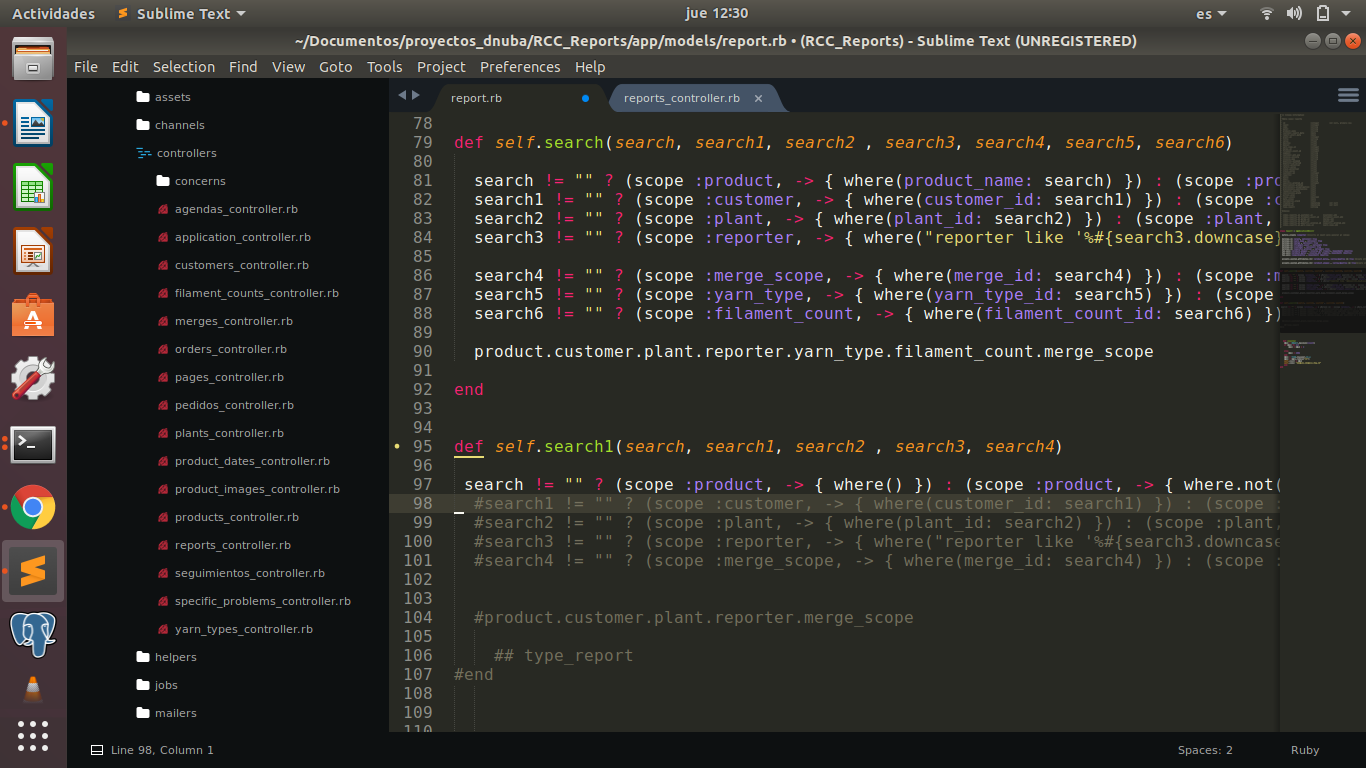 Actividades Sublime Text jue 12:30 es
~/Documentos/proyectos_dnuba/RCC_Reports/app/models/report.rb • (RCC_Reports) - Sublime Text (UNREGISTERED)
File Edit Selection Find View Goto Tools Project Preferences Help
assets
channels
controllers
concerns
agendas_controller.rb
application_controller.rb
customers_controller.rb
filament_counts_controller.rb
merges_controller.rb
orders_controller.rb
pages_controller.rb
pedidos_controller.rb
plants_controller.rb
product_dates_controller.rb
product_images_controller.rb
products_controller.rb
reports_controller.rb
seguimientos_controller.rb
specific_problems_controller.rb
yarn_types_controller.rb
helpers
jobs
mailers
report.rb reports_controller.rb
78
79 def self.search(search, search1, search2 , search3, search4, search5, search6)
80
81 search != "" ? (scope :product, -> { where(product_name: search) }) : (scope :pro
82 search1 != "" ? (scope :customer, -> { where(customer_id: search1) }) : (scope :c
83 search2 != "" ? (scope :plant, -> { where(plant_id: search2) }) : (scope :plant,
84 search3 != "" ? (scope :reporter, -> { where("reporter like '%#{search3.downcase}
85
86 search4 != "" ? (scope :merge_scope, -> { where(merge_id: search4) }) : (scope :m
87 search5 != "" ? (scope :yarn_type, -> { where(yarn_type_id: search5) }) : (scope
88 search6 != "" ? (scope :filament_count, -> { where(filament_count_id: search6) })
89
90 product.customer.plant.reporter.yarn_type.filament_count.merge_scope
91
92 end
93
94
95 def self.search1(search, search1, search2 , search3, search4)
96
97 search != "" ? (scope :product, -> { where() }) : (scope :product, -> { where.not(
98 #search1 != "" ? (scope :customer, -> { where(customer_id: search1) }) : (scope :
99 #search2 != "" ? (scope :plant, -> { where(plant_id: search2) }) : (scope :plant,
100 #search3 != "" ? (scope :reporter, -> { where("reporter like '%#{search3.downcase
101 #search4 != "" ? (scope :merge_scope, -> { where(merge_id: search4) }) : (scope :
102
103
104 #product.customer.plant.reporter.merge_scope
105
106 ## type_report
107 #end
108
109
110
Line 98, Column 1 Spaces: 2 Ruby